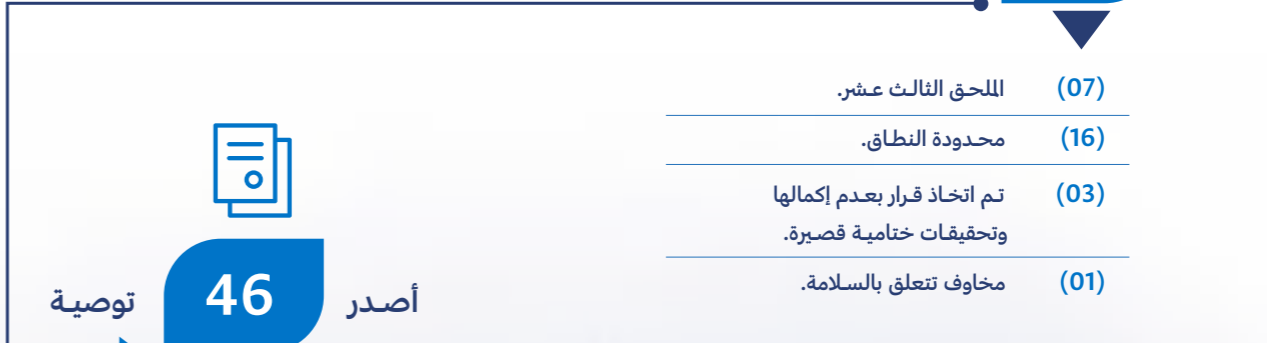 (07) الملحق الثالث عشر.
(16) محدودة النطاق.
(03) تم اتخاذ قرار بعدم إكمالها
وتحقيقات ختامية قصيرة.
(01) مخاوف تتعلق بالسلامة.
أصدر 46 توصية